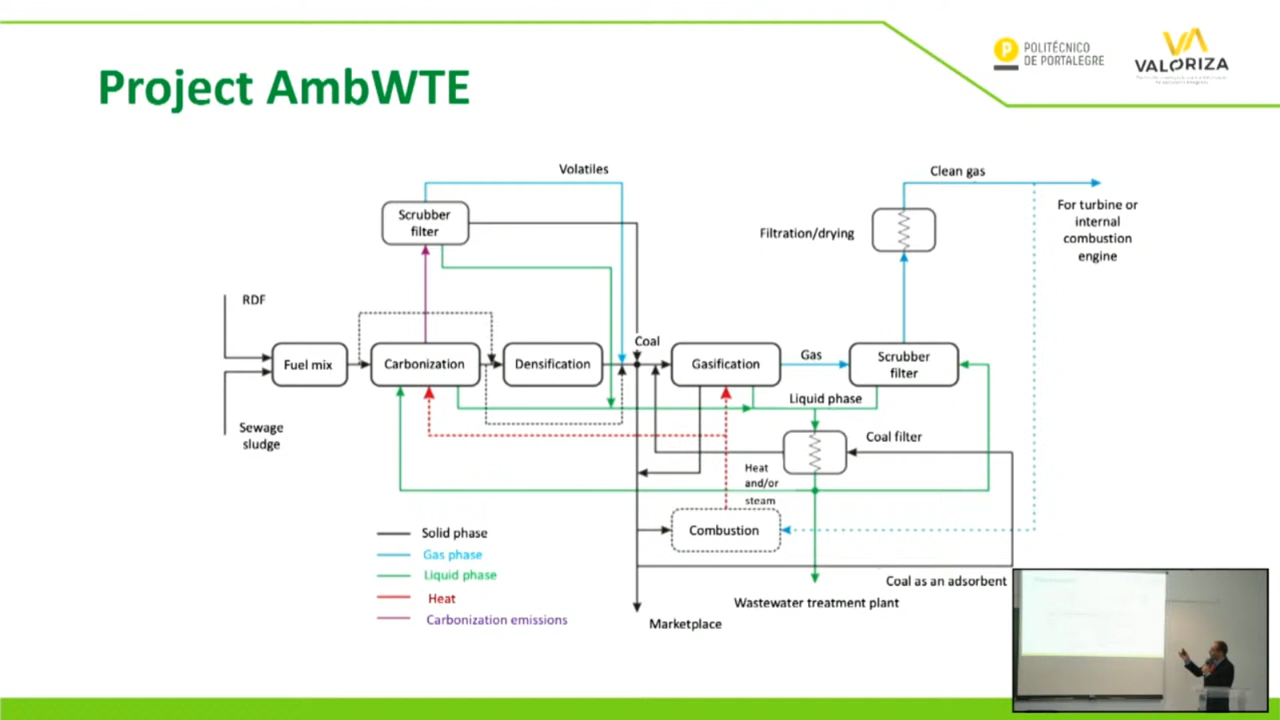 Project AmbWTE
POLITÉCNICO
DE PORTALEGRE
VALORIZA
Volatiles
Clean gas
Scrubber
filter
Filtration/drying
For turbine or
internal
combustion
engine
RDF
Coal
Fuel mix
Carbonization
Densification
Gasification
Gas
Scrubber
filter
Liquid phase
Sewage
sludge
Coal filter
Heat
and/or
steam
Combustion
Solid phase
Gas phase
Liquid phase
Heat
Carbonization emissions
Coal as an adsorbent
Wastewater treatment plant
Marketplace